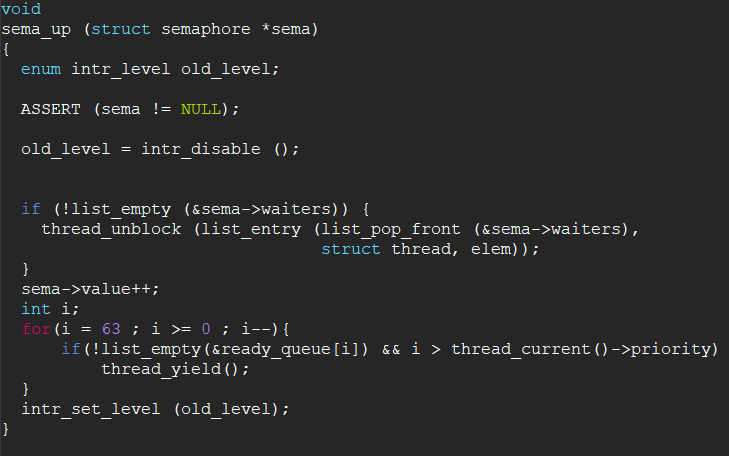 void
sema_up (struct semaphore *sema)
{
  enum intr_level old_level;

  ASSERT (sema != NULL);

  old_level = intr_disable ();


  if (!list_empty (&sema->waiters)) {
    thread_unblock (list_entry (list_pop_front (&sema->waiters),
                                struct thread, elem));
  }
  sema->value++;
  int i;
  for(i = 63 ; i >= 0 ; i--){
      if(!list_empty(&ready_queue[i]) && i > thread_current()->priority)
          thread_yield();
  }
  intr_set_level (old_level);
}